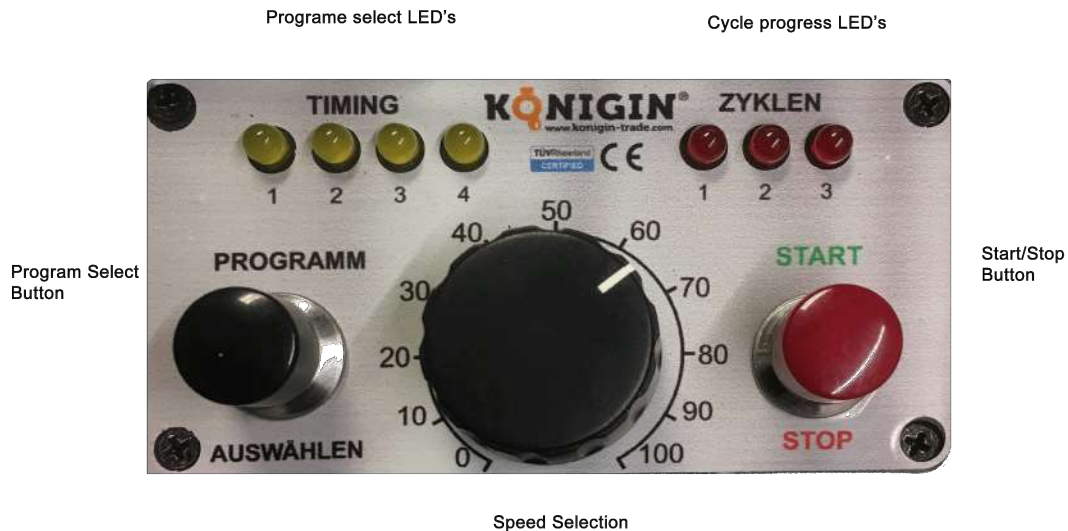 Programe select LED's
Cycle progress LED's
TIMING
KÖNIGIN®
www.konigin-trade.com
ZYKLEN
TÜVRheinland
CERTIFIED
CE
1 2 3 4
1 2 3
PROGRAMM
AUSWÄHLEN
0 10 20 30 40 50 60 70 80 90 100
START
STOP
Program Select
Button
Start/Stop
Button
Speed Selection